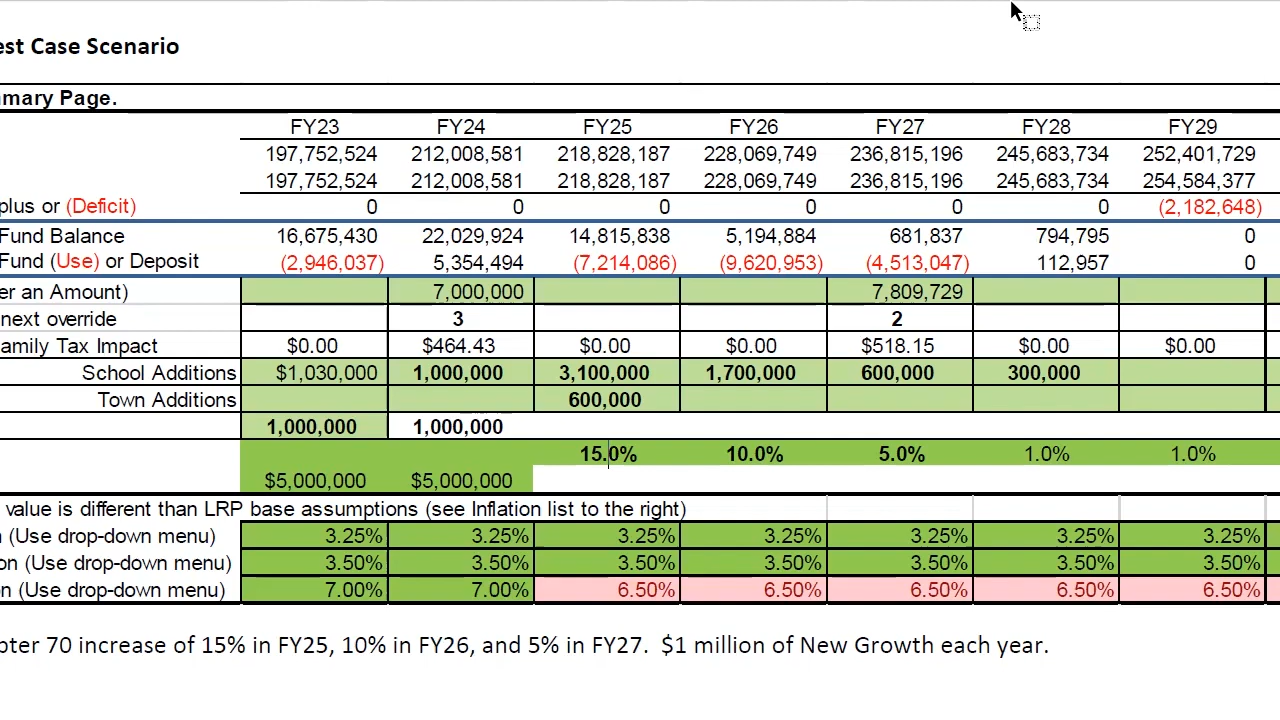 est Case Scenario
mary Page.
FY23 FY24 FY25 FY26 FY27 FY28 FY29
197,752,524 212,008,581 218,828,187 228,069,749 236,815,196 245,683,734 252,401,729
197,752,524 212,008,581 218,828,187 228,069,749 236,815,196 245,683,734 254,584,377
plus or (Deficit) 0 0 0 0 0 0 (2,182,648)
Fund Balance 16,675,430 22,029,924 14,815,838 5,194,884 681,837 794,795 0
Fund (Use) or Deposit (2,946,037) 5,354,494 (7,214,086) (9,620,953) (4,513,047) 112,957 0
er an Amount) 7,000,000 7,809,729
next override 3 2
amily Tax Impact $0.00 $464.43 $0.00 $0.00 $518.15 $0.00 $0.00
School Additions $1,030,000 1,000,000 3,100,000 1,700,000 600,000 300,000
Town Additions 600,000
1,000,000 1,000,000
15.0% 10.0% 5.0% 1.0% 1.0%
$5,000,000 $5,000,000
value is different than LRP base assumptions (see Inflation list to the right)
n (Use drop-down menu) 3.25% 3.25% 3.25% 3.25% 3.25% 3.25% 3.25%
on (Use drop-down menu) 3.50% 3.50% 3.50% 3.50% 3.50% 3.50% 3.50%
n (Use drop-down menu) 7.00% 7.00% 6.50% 6.50% 6.50% 6.50% 6.50%
pter 70 increase of 15% in FY25, 10% in FY26, and 5% in FY27. $1 million of New Growth each year.